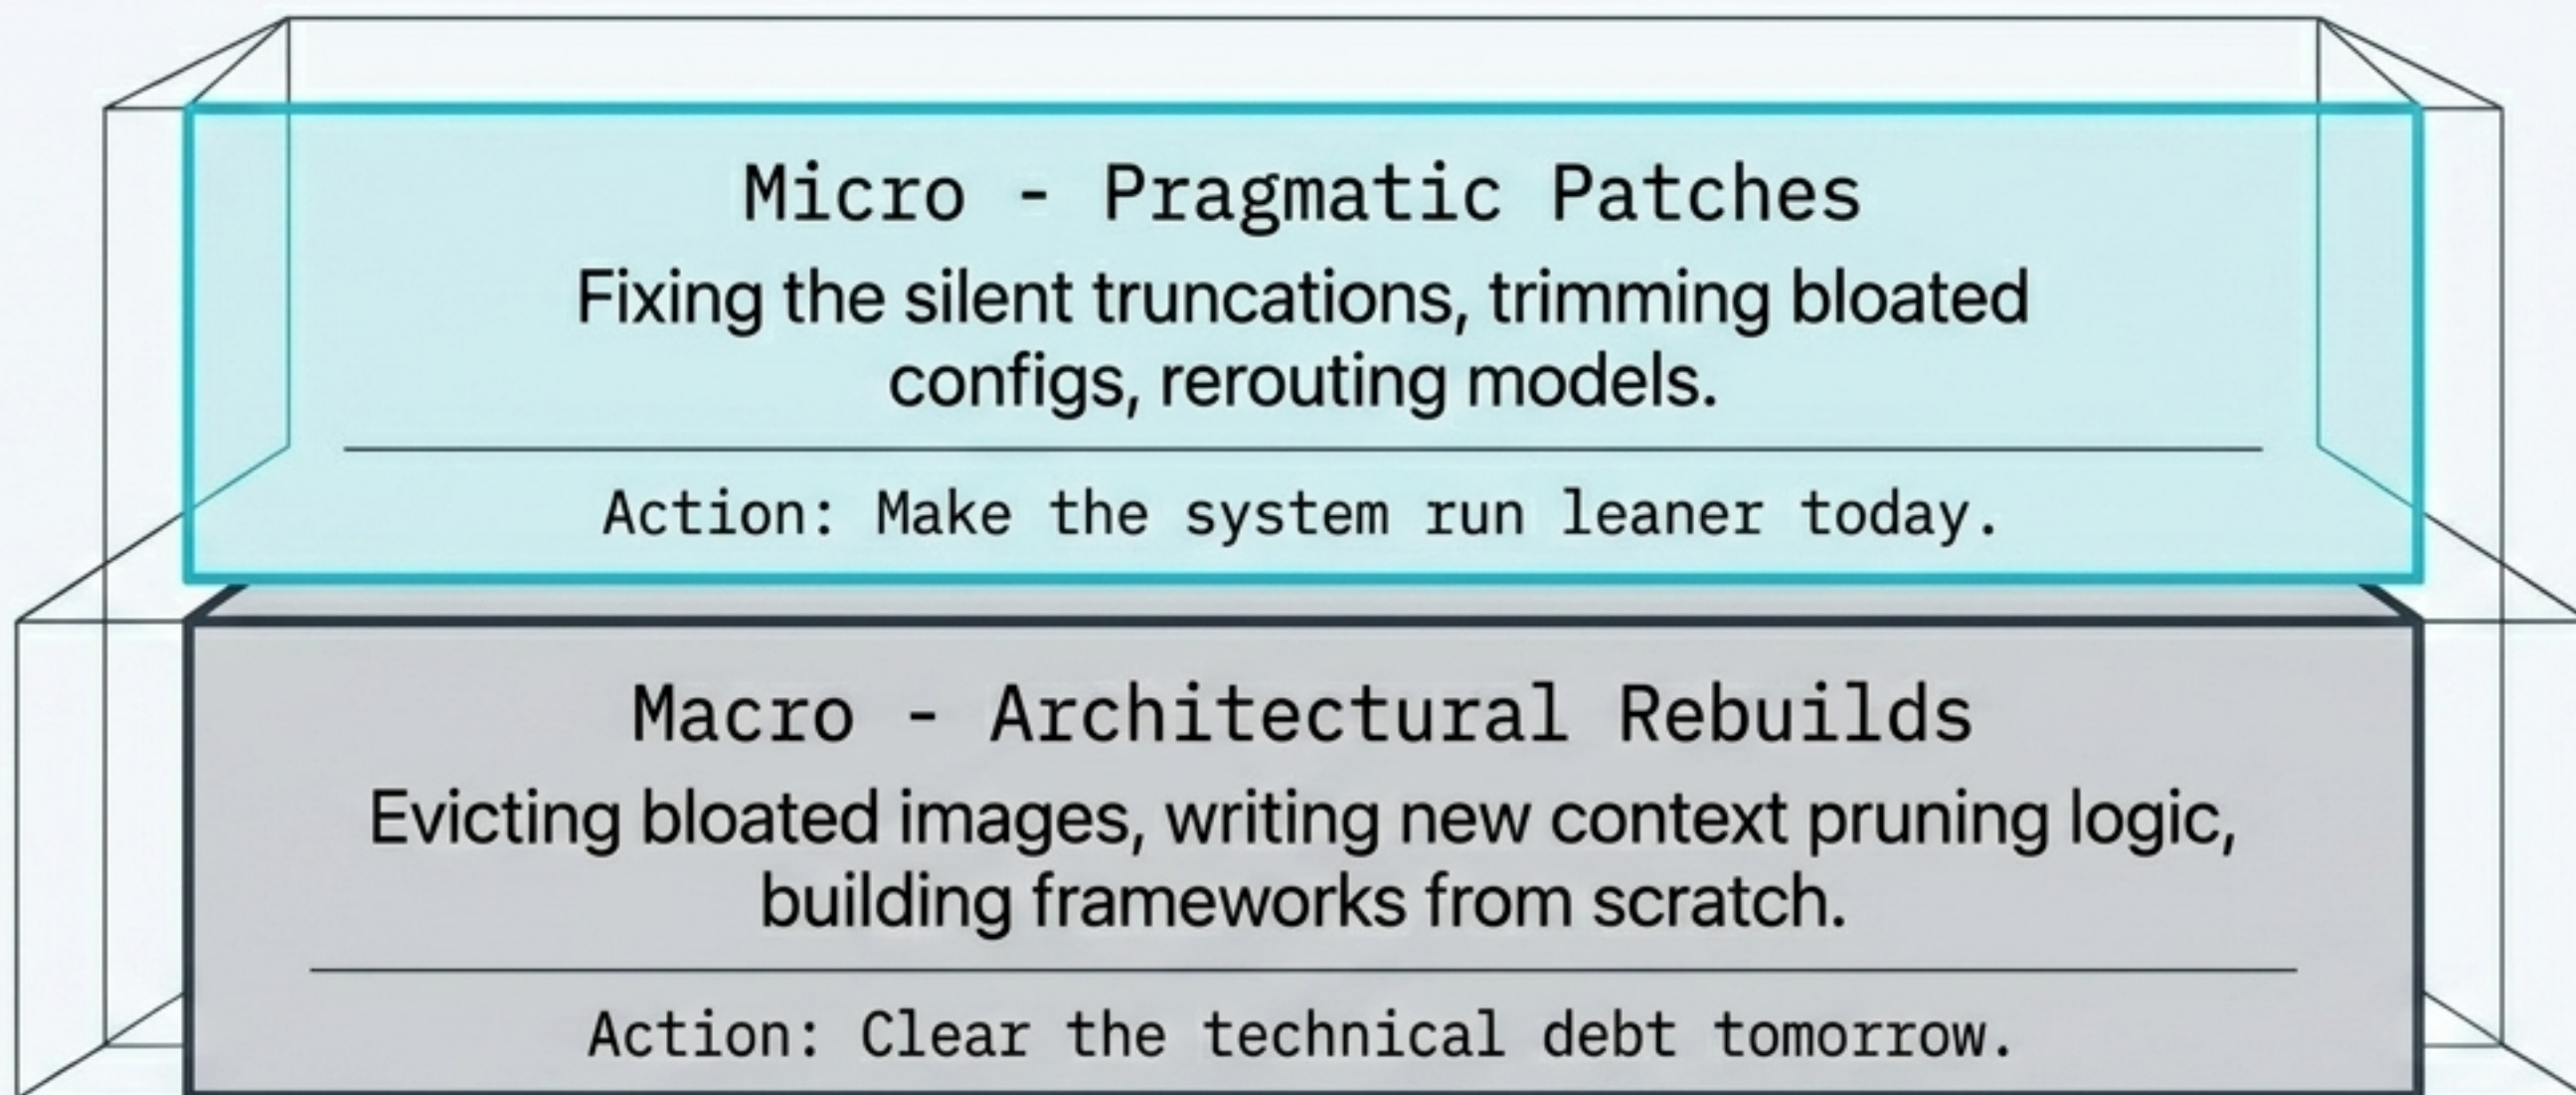 Micro - Pragmatic Patches
Fixing the silent truncations, trimming bloated
configs, rerouting models.
Action: Make the system run leaner today.
Macro - Architectural Rebuilds
Evicting bloated images, writing new context pruning logic,
building frameworks from scratch.
Action: Clear the technical debt tomorrow.